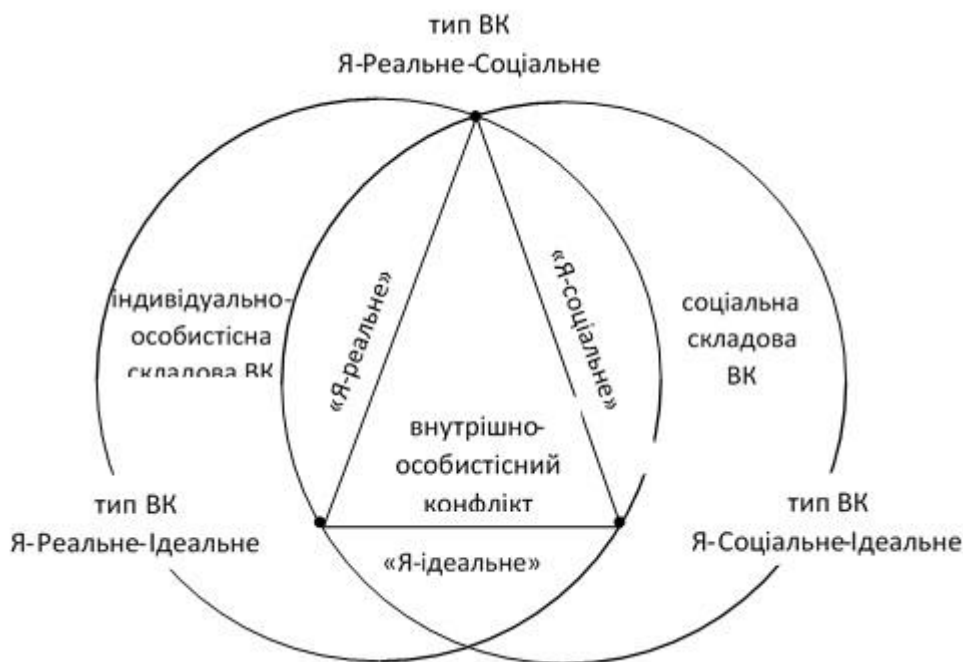 тип ВК
Я-Реальне-Соціальне
«Я-реальне»
«Я-соціальне»
індивідуально-
особистісна
складова ВК
соціальна
складова
ВК
внутрішно-
особистісний
конфлікт
тип ВК
Я-Реальне-Ідеальне
тип ВК
Я-Соціальне-Ідеальне
«Я-ідеальне»